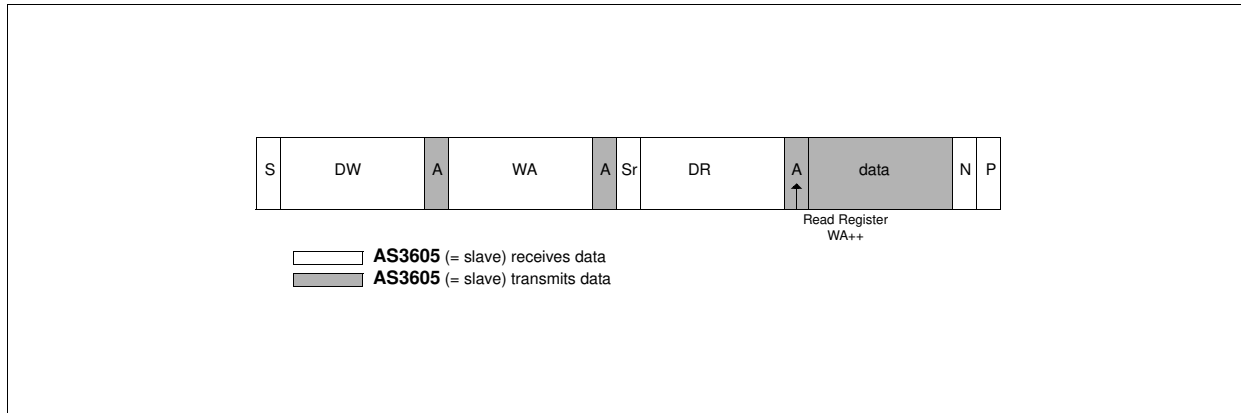 S DW A WA A Sr DR A data N P
Read Register
WA++
AS3605 (= slave) receives data
AS3605 (= slave) transmits data